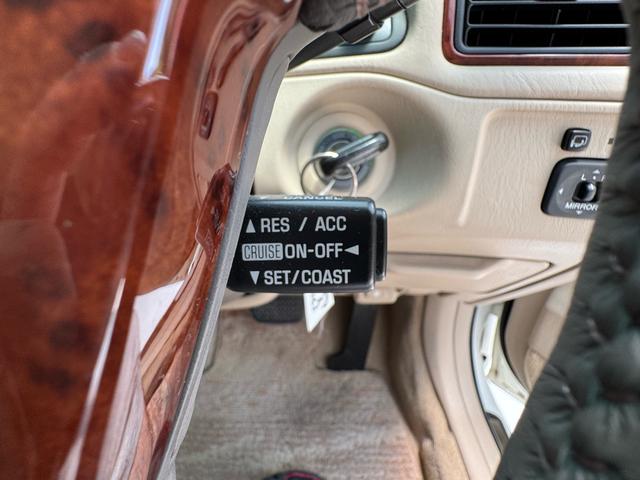 CANCEL
▲RES / ACC
CRUISE ON-OFF◄
▼SET/COAST
L
MIRROR